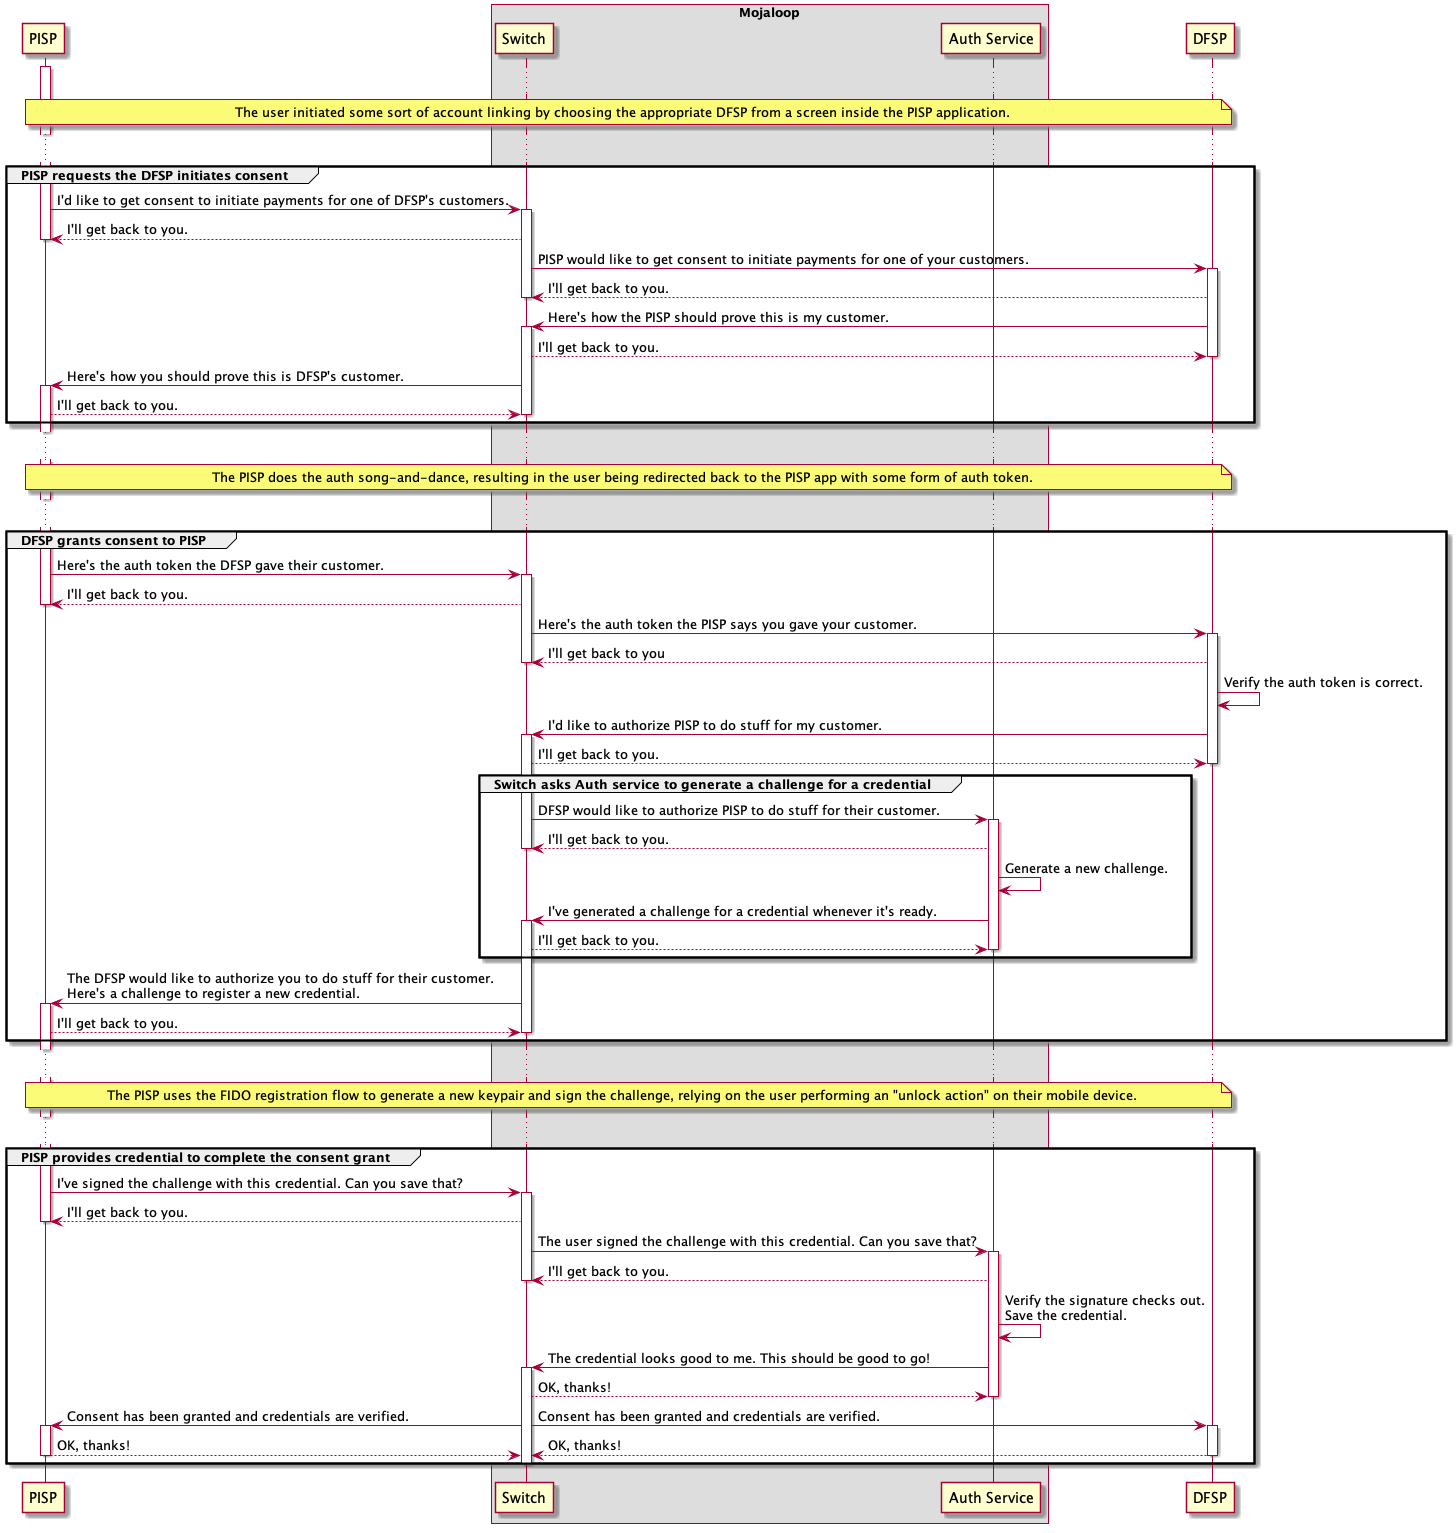 Mojaloop
PISP
Switch
Auth Service
DFSP
The user initiated some sort of account linking by choosing the appropriate DFSP from a screen inside the PISP application.
PISP requests the DFSP initiates consent
I'd like to get consent to initiate payments for one of DFSP's customers.
I'll get back to you.
PISP would like to get consent to initiate payments for one of your customers.
I'll get back to you.
Here's how the PISP should prove this is my customer.
I'll get back to you.
Here's how you should prove this is DFSP's customer.
I'll get back to you.
The PISP does the auth song-and-dance, resulting in the user being redirected back to the PISP app with some form of auth token.
DFSP grants consent to PISP
Here's the auth token the DFSP gave their customer.
I'll get back to you.
Here's the auth token the PISP says you gave your customer.
I'll get back to you
Verify the auth token is correct.
I'd like to authorize PISP to do stuff for my customer.
I'll get back to you.
Switch asks Auth service to generate a challenge for a credential
DFSP would like to authorize PISP to do stuff for their customer.
I'll get back to you.
Generate a new challenge.
I've generated a challenge for a credential whenever it's ready.
I'll get back to you.
The DFSP would like to authorize you to do stuff for their customer.
Here's a challenge to register a new credential.
I'll get back to you.
The PISP uses the FIDO registration flow to generate a new keypair and sign the challenge, relying on the user performing an "unlock action" on their mobile device.
PISP provides credential to complete the consent grant
I've signed the challenge with this credential. Can you save that?
I'll get back to you.
The user signed the challenge with this credential. Can you save that?
I'll get back to you.
Verify the signature checks out.
Save the credential.
The credential looks good to me. This should be good to go!
OK, thanks!
Consent has been granted and credentials are verified.
Consent has been granted and credentials are verified.
OK, thanks!
OK, thanks!
PISP
Switch
Auth Service
DFSP